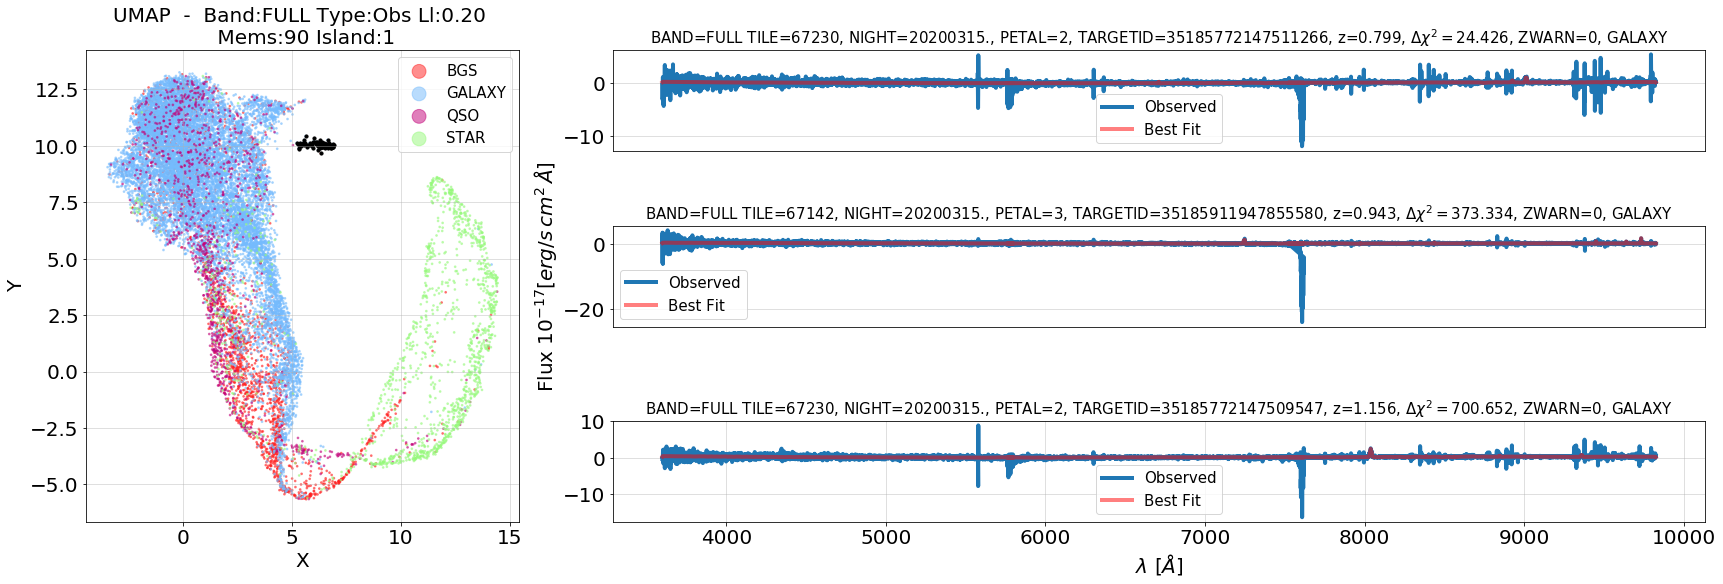 UMAP - Band:FULL Type:Obs Ll:0.20
Mems:90 Island:1
BGS
GALAXY
QSO
STAR
12.5
10.0
7.5
5.0
2.5
0.0
−2.5
−5.0
Y
0
5
10
15
X
BAND=FULL TILE=67230, NIGHT=20200315., PETAL=2, TARGETID=35185772147511266, z=0.799, Δχ² = 24.426, ZWARN=0, GALAXY
0
−10
Observed
Best Fit
BAND=FULL TILE=67142, NIGHT=20200315., PETAL=3, TARGETID=35185911947855580, z=0.943, Δχ² = 373.334, ZWARN=0, GALAXY
0
−20
Observed
Best Fit
Flux 10⁻¹⁷[erg/s cm² Å]
BAND=FULL TILE=67230, NIGHT=20200315., PETAL=2, TARGETID=35185772147509547, z=1.156, Δχ² = 700.652, ZWARN=0, GALAXY
10
0
−10
Observed
Best Fit
4000
5000
6000
7000
8000
9000
10000
λ [Å]